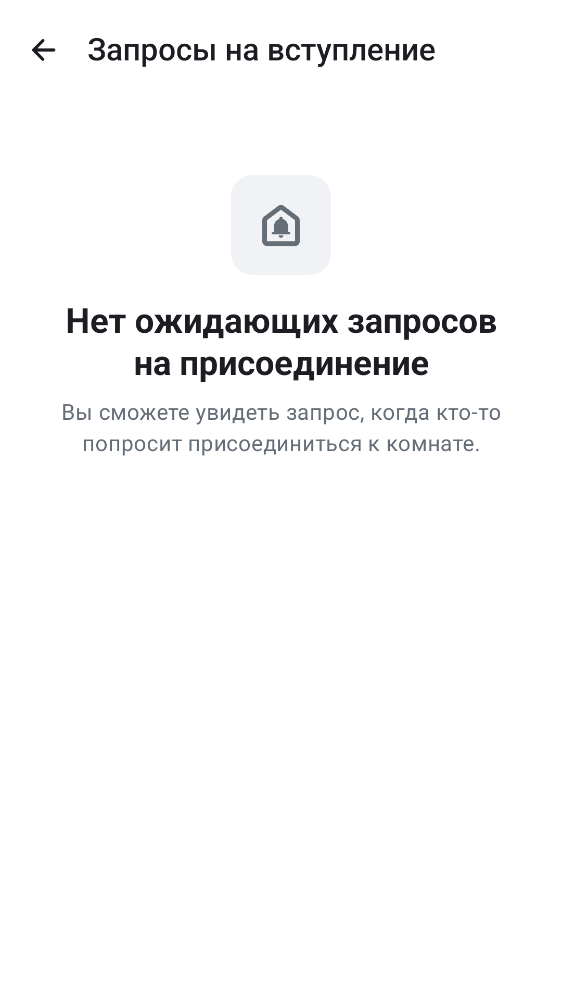 Запросы на вступление
Нет ожидающих запросов
на присоединение
Вы сможете увидеть запрос, когда кто-то
попросит присоединиться к комнате.